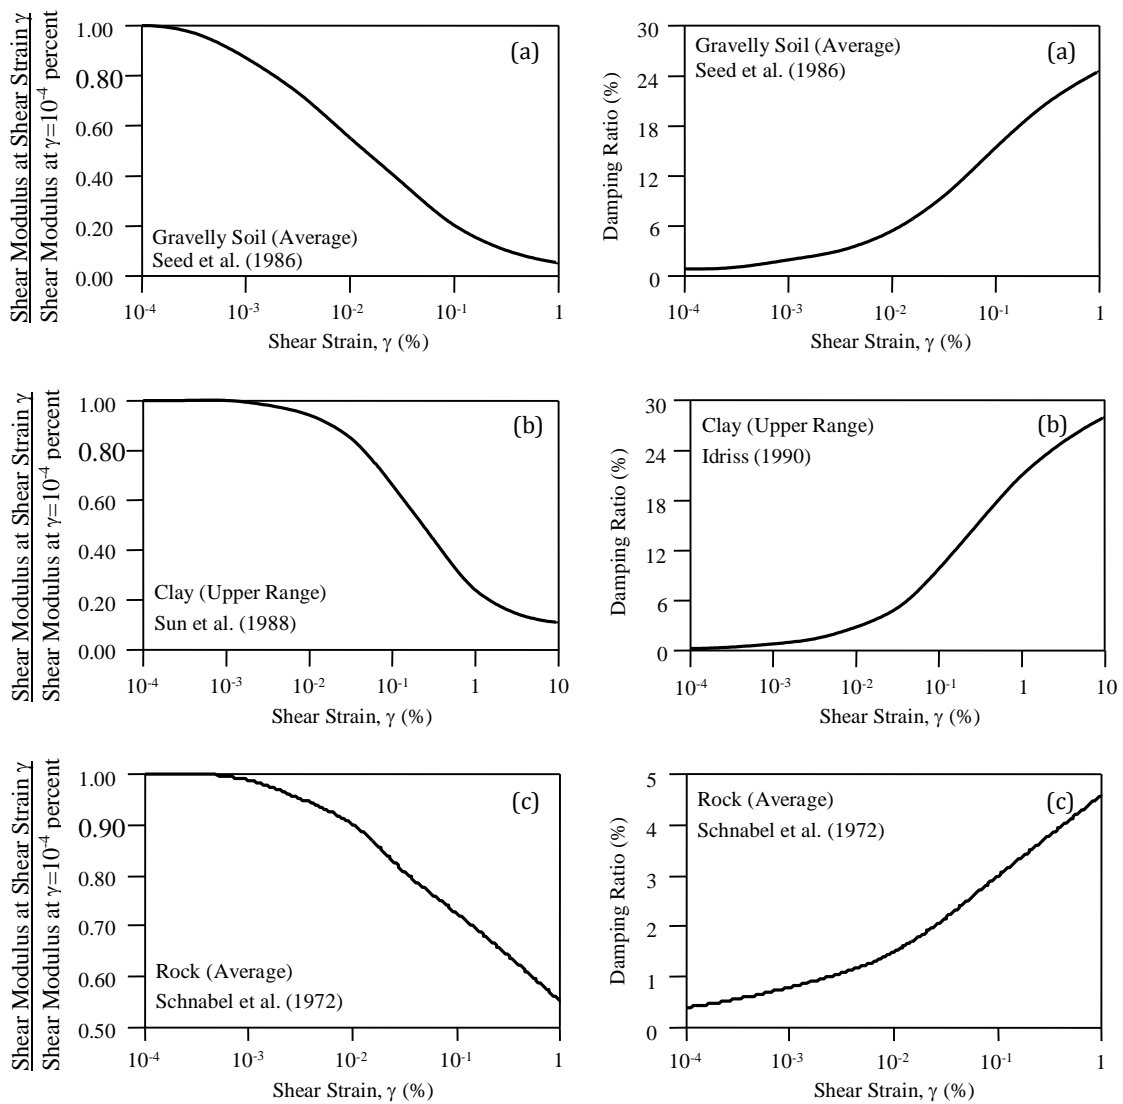 Shear Modulus at Shear Strain γ
Shear Modulus at γ=10-4 percent
1.00
0.80
0.60
0.40
0.20
0.00
(a)
Gravelly Soil (Average)
Seed et al. (1986)
10-4
10-3
10-2
10-1
1
Shear Strain, γ (%)
Damping Ratio (%)
30
24
18
12
6
0
Gravelly Soil (Average)
Seed et al. (1986)
(a)
10-4
10-3
10-2
10-1
1
Shear Strain, γ (%)
Shear Modulus at Shear Strain γ
Shear Modulus at γ=10-4 percent
1.00
0.80
0.60
0.40
0.20
0.00
(b)
Clay (Upper Range)
Sun et al. (1988)
10-4
10-3
10-2
10-1
1
10
Shear Strain, γ (%)
Damping Ratio (%)
30
24
18
12
6
0
Clay (Upper Range)
Idriss (1990)
(b)
10-4
10-3
10-2
10-1
1
10
Shear Strain, γ (%)
Shear Modulus at Shear Strain γ
Shear Modulus at γ=10-4 percent
1.00
0.90
0.80
0.70
0.60
0.50
(c)
Rock (Average)
Schnabel et al. (1972)
10-4
10-3
10-2
10-1
1
Shear Strain, γ (%)
Damping Ratio (%)
5
4
3
2
1
0
Rock (Average)
Schnabel et al. (1972)
(c)
10-4
10-3
10-2
10-1
1
Shear Strain, γ (%)